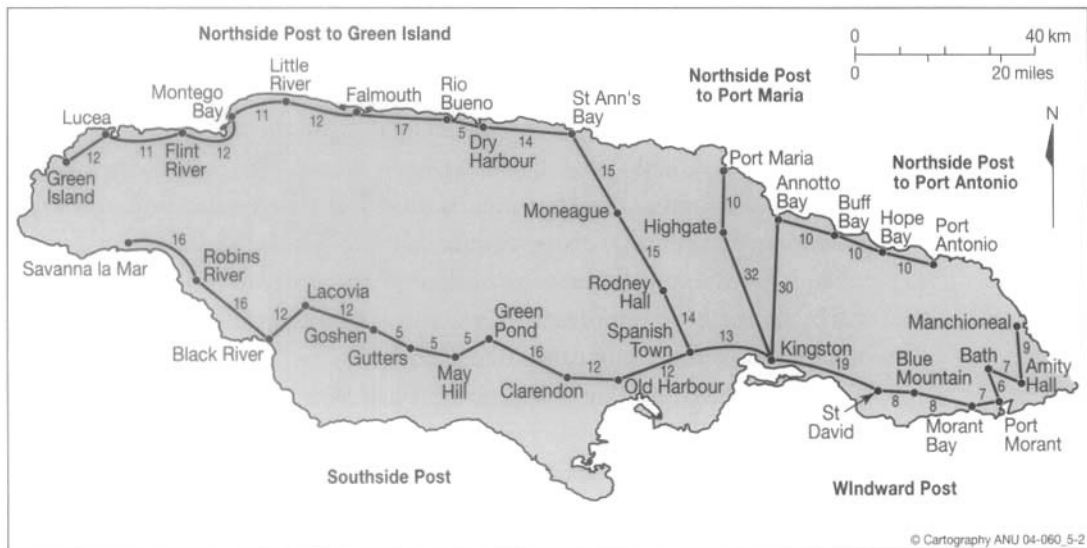 Northside Post to Green Island
0 40 km
0 20 miles
Northside Post
to Port Maria
Northside Post
to Port Antonio
N
Green
Island
12
Lucea
11
Flint
River
12
Montego
Bay
11
Little
River
12
Falmouth
17
Rio
Bueno
5
Dry
Harbour
14
St Ann's
Bay
15
Moneague
15
Rodney
Hall
14
Spanish
Town
13
Kingston
Port Maria
10
Highgate
32
Annotto
Bay
30
10
Buff
Bay
10
Hope
Bay
10
Port
Antonio
Savanna la Mar
16
Robins
River
16
Black River
12
Lacovia
12
Goshen
5
Gutters
5
May
Hill
5
Green
Pond
16
Clarendon
12
Old Harbour
12
19
St
David
8
Blue
Mountain
8
Morant
Bay
7
Port
Morant
6
Bath
7
Amity
Hall
9
Manchioneal
Southside Post
WIndward Post
© Cartography ANU 04-060_5-2